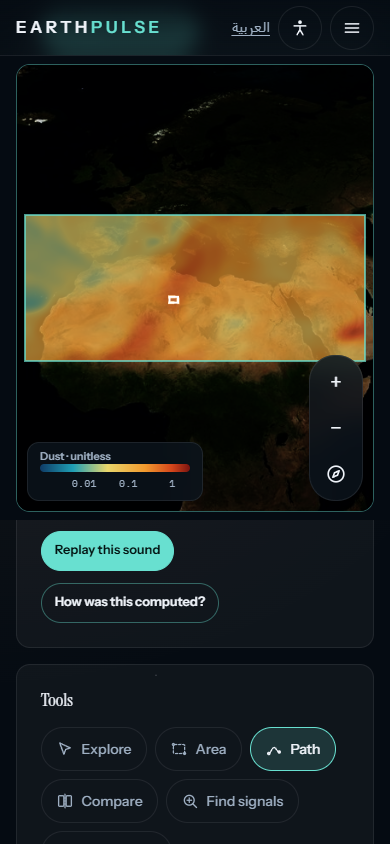 EARTHPULSE
العربية
Dust·unitless
0.01 0.1 1
Replay this sound
How was this computed?
Tools
Explore Area Path
Compare Find signals